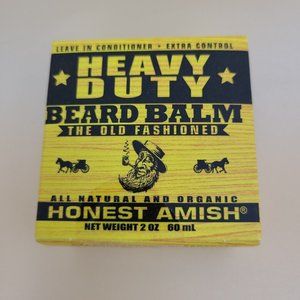 LEAVE IN CONDITIONER • EXTRA CONTROL
HEAVY
DUTY
BEARD BALM
THE OLD FASHIONED
ALL NATURAL AND ORGANIC
HONEST AMISH®
NET WEIGHT 2 OZ 60 mL